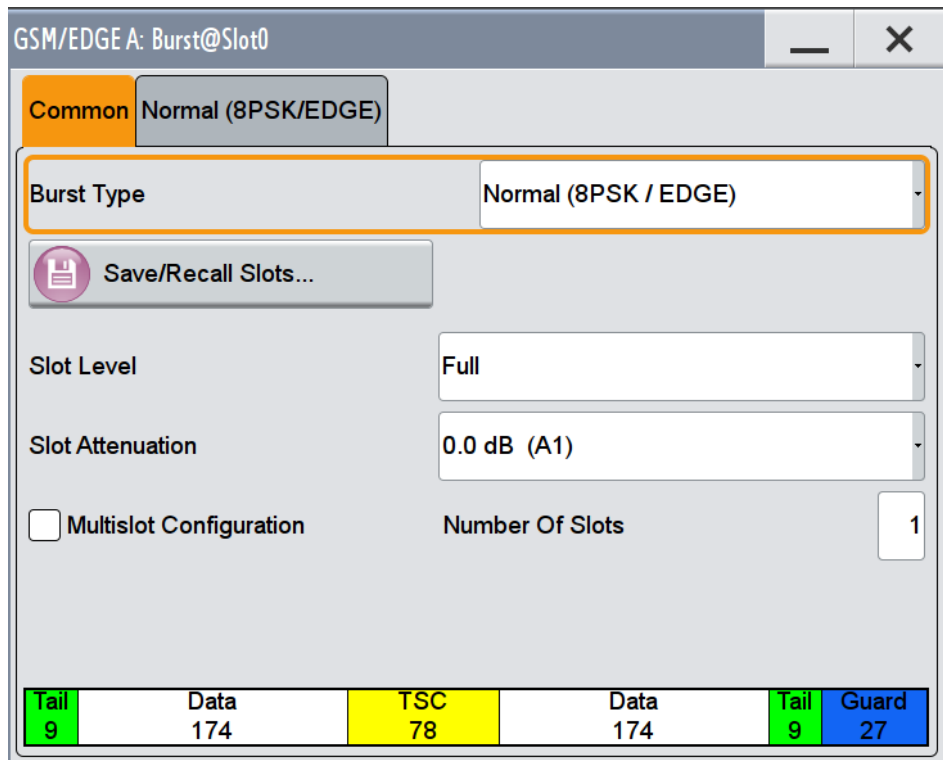 GSM/EDGE A: Burst@Slot0
Common Normal (8PSK/EDGE)
Burst Type Normal (8PSK / EDGE)
Save/Recall Slots...
Slot Level Full
Slot Attenuation 0.0 dB (A1)
Multislot Configuration Number Of Slots 1
Tail Data TSC Data Tail Guard
9 174 78 174 9 27